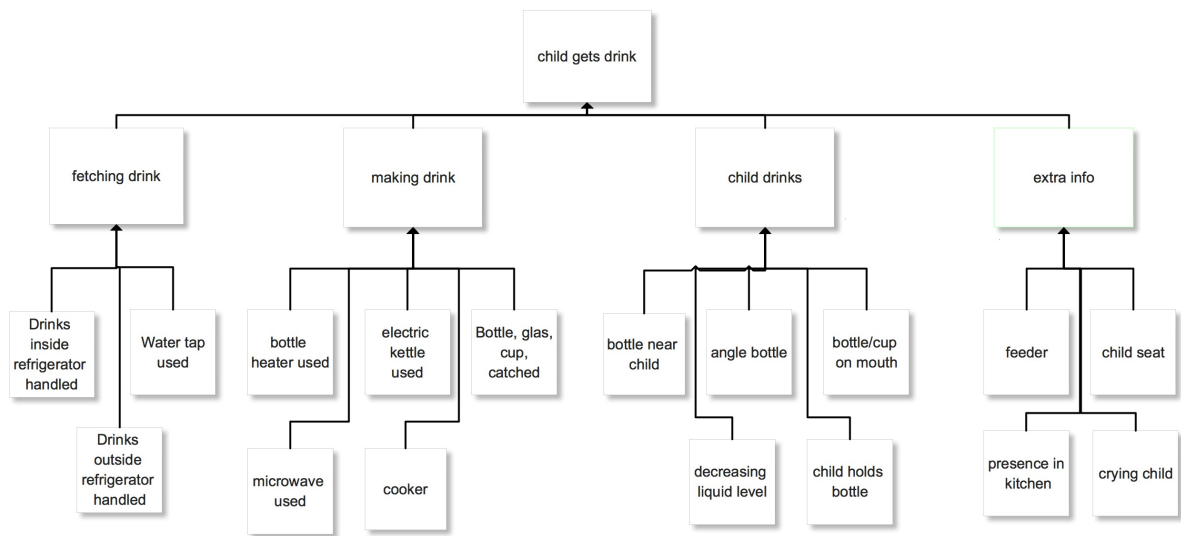 child gets drink
fetching drink
making drink
child drinks
extra info
Drinks
inside
refrigerator
handled
Water tap
used
bottle
heater used
electric
kettle
used
Bottle, glas,
cup,
catched
bottle near
child
angle bottle
bottle/cup
on mouth
feeder
child seat
Drinks
outside
refrigerator
handled
microwave
used
cooker
decreasing
liquid level
child holds
bottle
presence in
kitchen
crying child